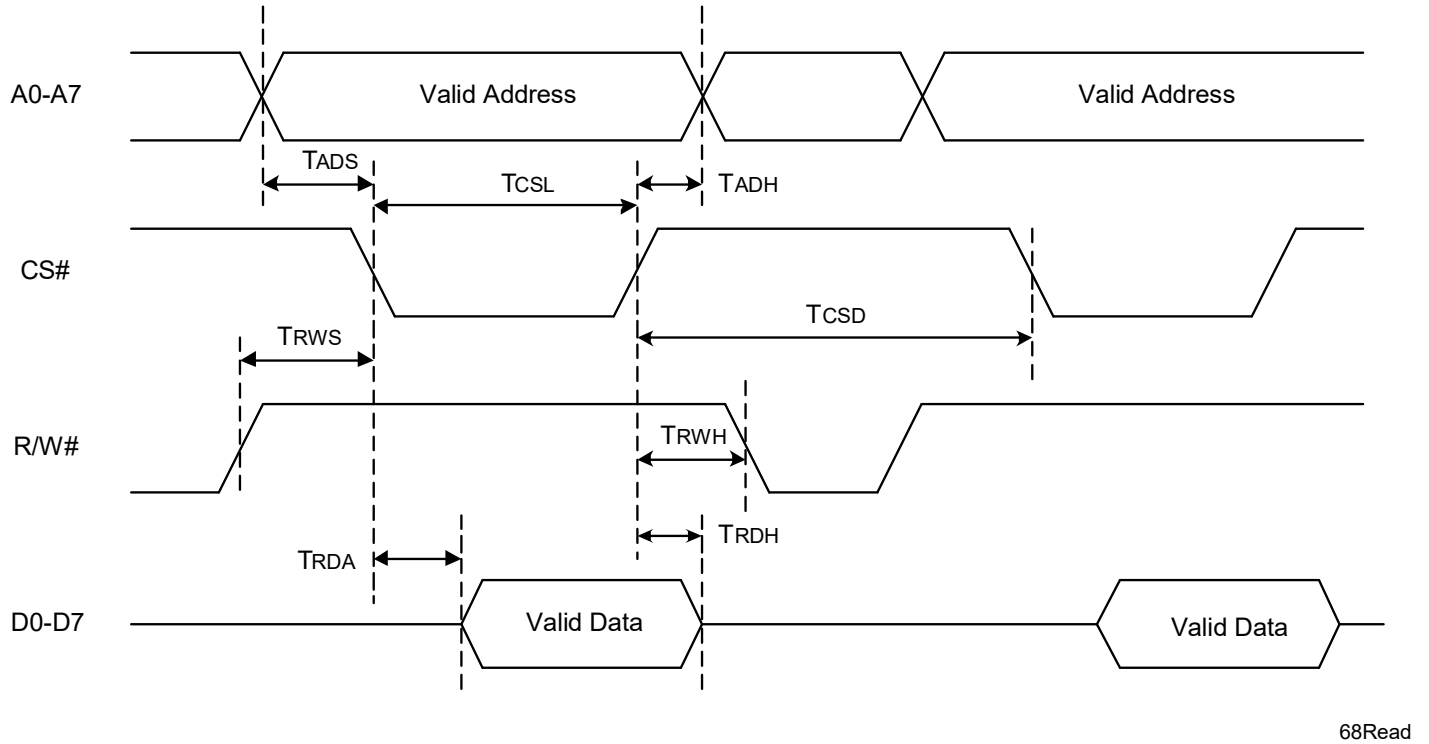 A0-A7
Valid Address
Valid Address
TADS
TCSL
TADH
CS#
TCSD
TRWS
R/W#
TRWH
TRDH
TRDA
D0-D7
Valid Data
Valid Data
68Read